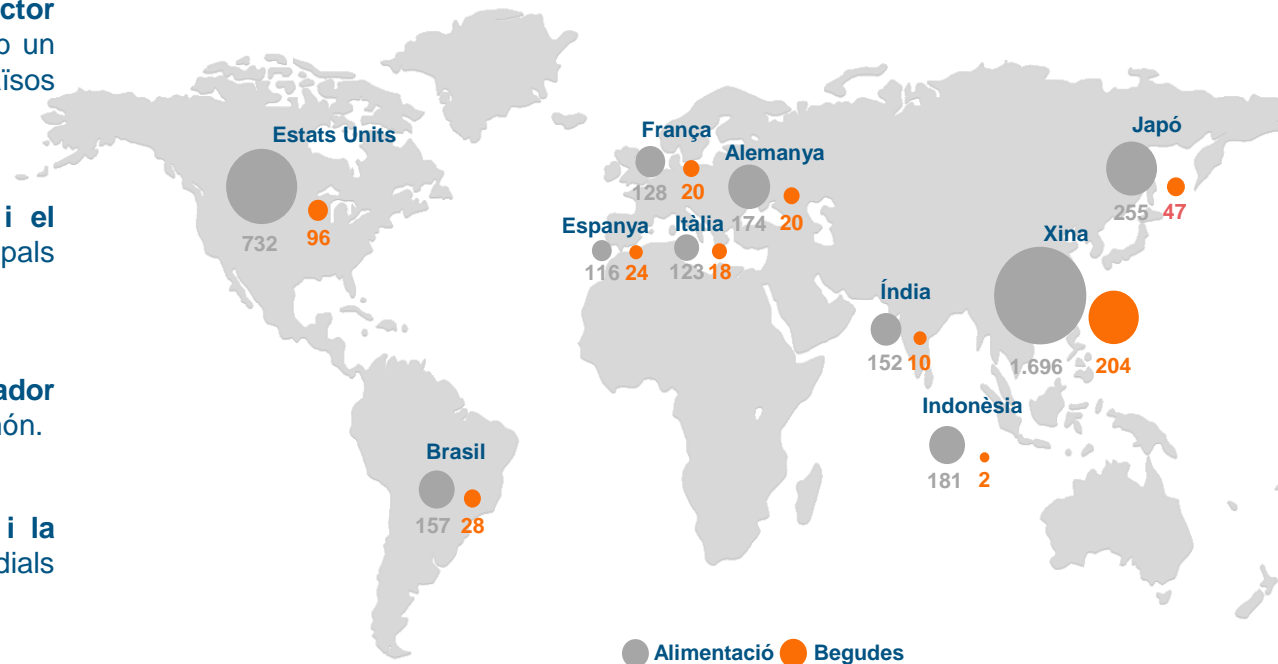 ctor
un
ïsos
i el
pals
ador
món.
i la
dials
Estats Units
732 96
França
128 20
Alemanya
174 20
Espanya
116 24
Itàlia
123 18
Japó
255 47
Xina
1.696 204
Índia
152 10
Indonèsia
181 2
Brasil
157 28
Alimentació Begudes